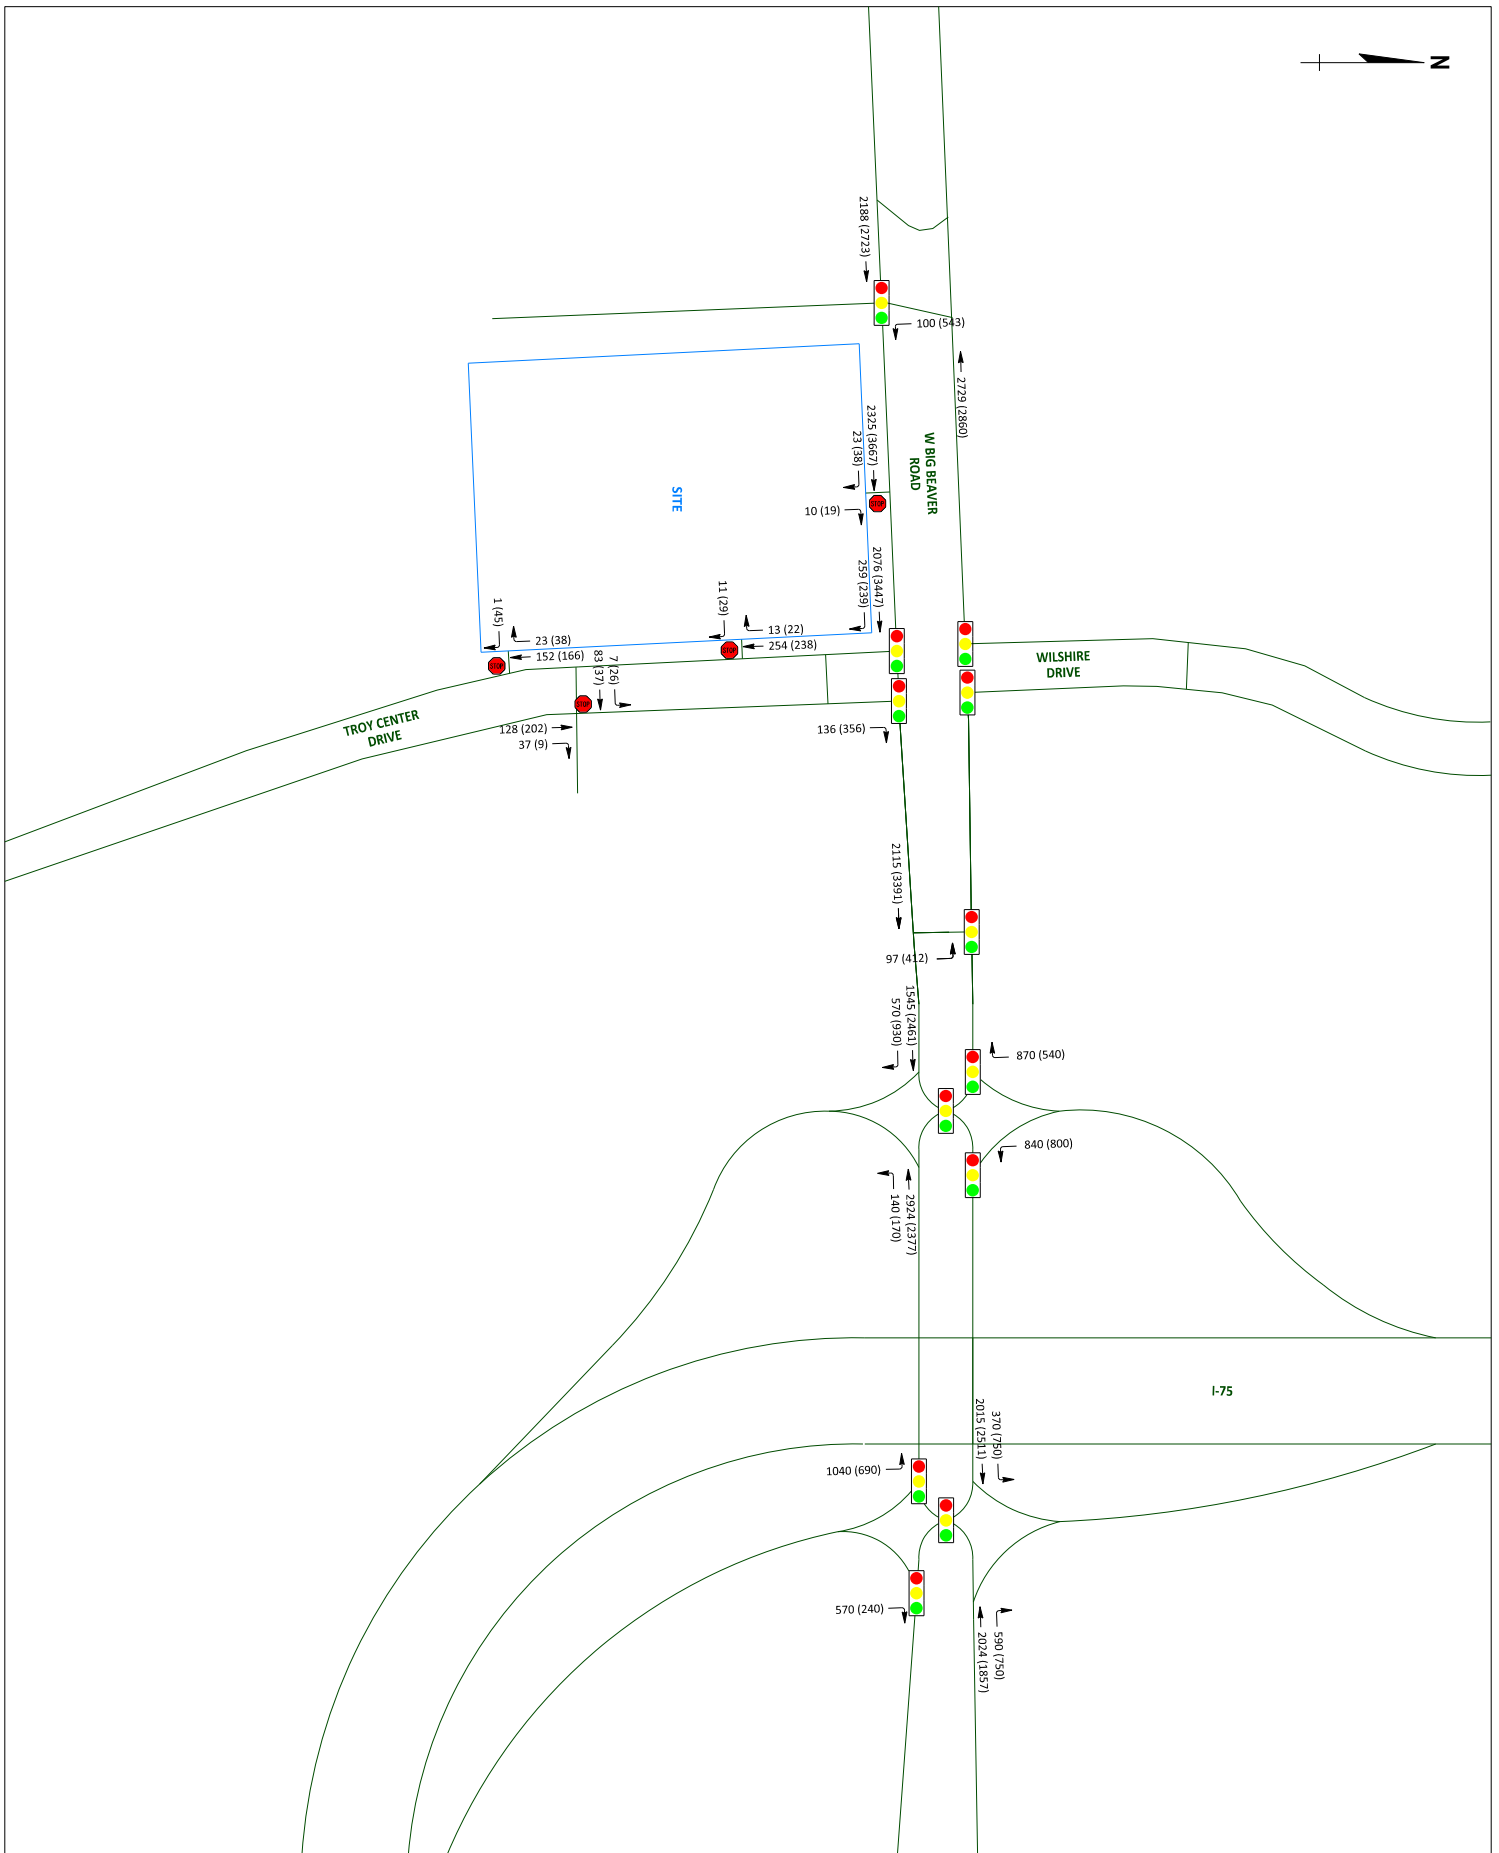 N
2188 (2723)
100 (543)
2729 (2860)
2325 (3667)
23 (38)
W BIG BEAVER
ROAD
SITE
STOP
10 (19)
2076 (3447)
259 (239)
11 (29)
1 (45)
13 (22)
23 (38)
254 (238)
STOP
152 (166)
STOP
83 (37)
7 (26)
WILSHIRE
DRIVE
STOP
TROY CENTER
DRIVE
128 (202)
37 (9)
136 (356)
2115 (3391)
97 (412)
1545 (2461)
570 (930)
870 (540)
840 (800)
2924 (2377)
140 (170)
I-75
370 (750)
2015 (2511)
1040 (690)
570 (240)
590 (750)
2024 (1857)